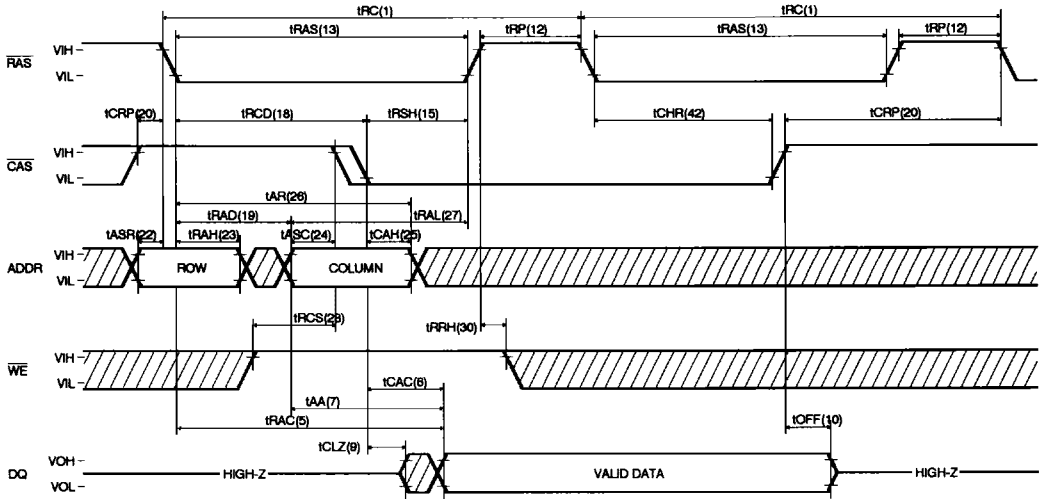 tRC(1) tRC(1)
tRAS(13) tRP(12) tRAS(13) tRP(12)
RAS VIH
VIL
tCRP(20) tRCD(18) tRSH(15) tCHR(42) tCRP(20)
CAS VIH
VIL
tAR(26)
tRAD(19) tRAL(27)
tASR(22) tRAH(23) tASC(24) tCAH(25)
ADDR VIH
VIL
ROW COLUMN
tRCS(28) tRRH(30)
WE VIH
VIL
tCAC(6)
tAA(7)
tRAC(5)
tCLZ(9) tOFF(10)
DQ VOH
VOL
HIGH-Z VALID DATA HIGH-Z